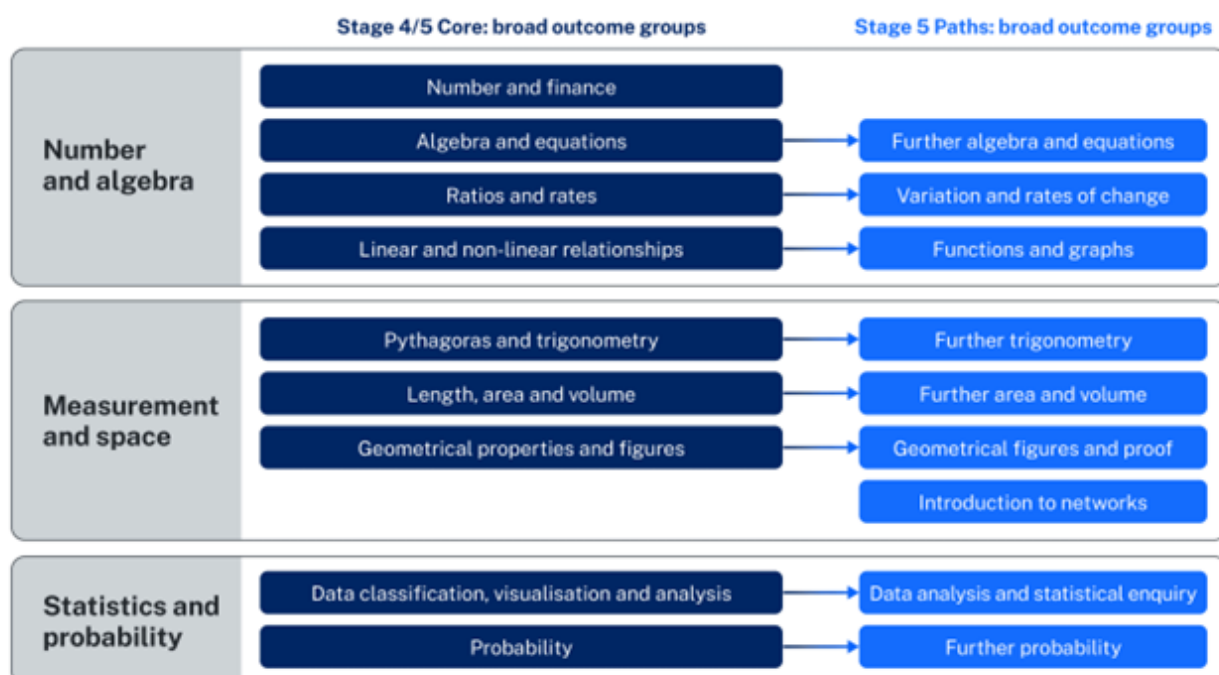 Stage 4/5 Core: broad outcome groups
Stage 5 Paths: broad outcome groups
Number
and algebra
Number and finance
Algebra and equations
Further algebra and equations
Ratios and rates
Variation and rates of change
Linear and non-linear relationships
Functions and graphs
Measurement
and space
Pythagoras and trigonometry
Further trigonometry
Length, area and volume
Further area and volume
Geometrical properties and figures
Geometrical figures and proof
Introduction to networks
Statistics and
probability
Data classification, visualisation and analysis
Data analysis and statistical enquiry
Probability
Further probability